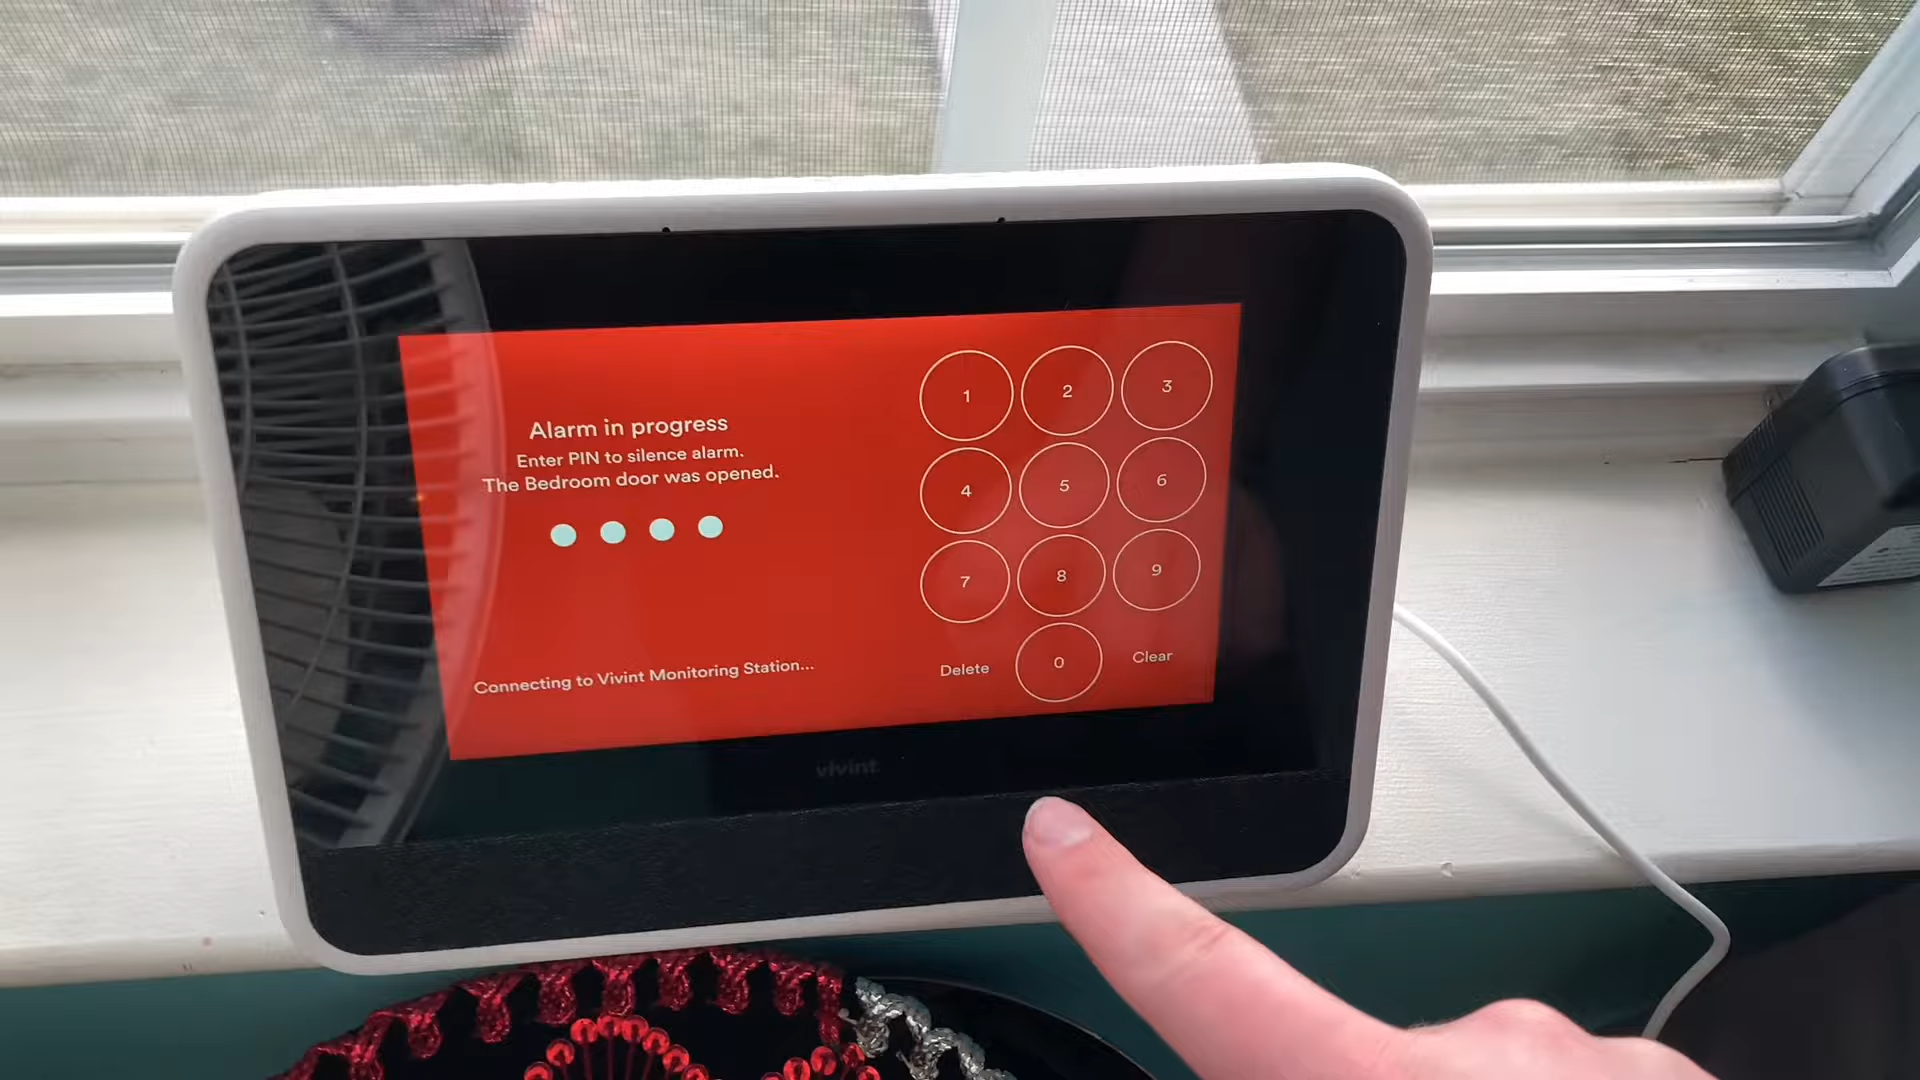 Alarm in progress
Enter PIN to silence alarm.
The Bedroom door was opened.
Connecting to Vivint Monitoring Station...
1 2 3
4 5 6
7 8 9
Delete 0 Clear
vivint